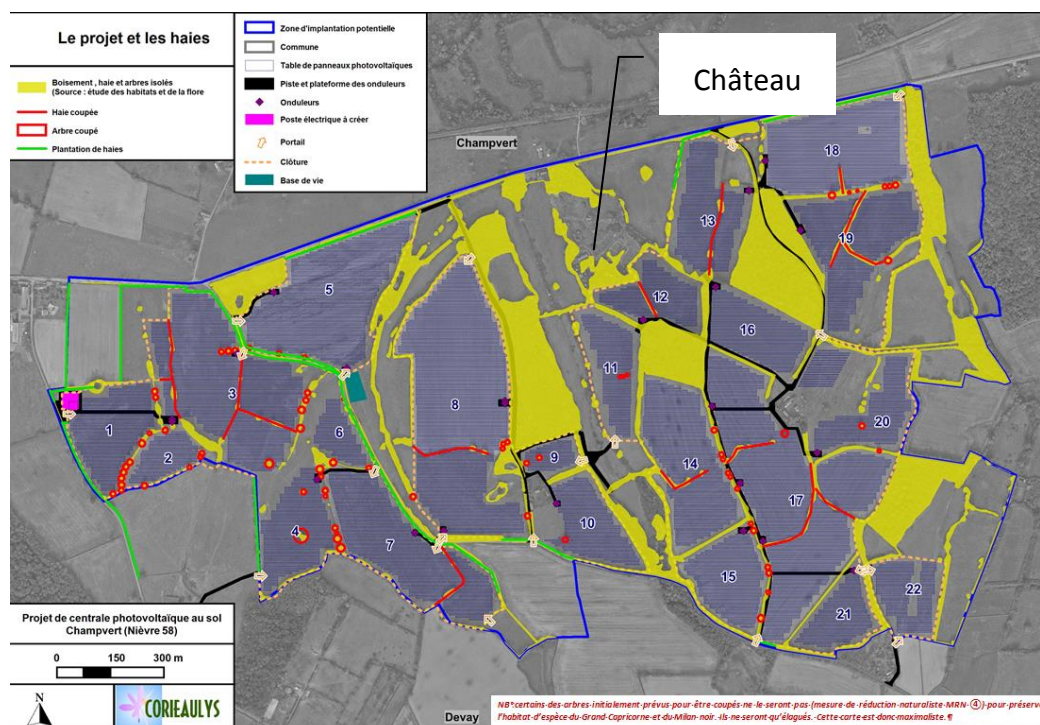 Le projet et les haies
Boisement , haie et arbres isolés
(Source : étude des habitats et de la flore
Haie coupée
Arbre coupé
Plantation de haies
Zone d'implantation potentielle
Commune
Table de panneaux photovoltaïques
Piste et plateforme des onduleurs
Onduleurs
Poste électrique à créer
Portail
Clôture
Base de vie
Château
Champvert
18
13
19
5
12
16
11
3
8
20
1
6
2
9
14
17
10
4
7
15
22
21
Projet de centrale photovoltaïque au sol
Champvert (Nièvre 58)
0 150 300 m
N
CORIEAULYS
Devay
NB°:certains·des·arbres·initialement·prévus·pour·être·coupés·ne·le·seront·pas·(mesure·de·réduction·naturaliste·MRN-④)·pour·préserve
l'habitat·d'espèce·du·Grand·Capricorne·et·du·Milan·noir.·Ils·ne·seront·qu'élagués.·Cette·carte·est·donc·maximaliste.¶